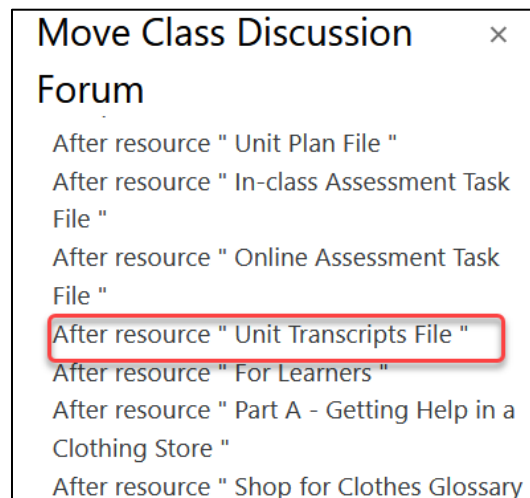 Move Class Discussion ×
Forum
After resource " Unit Plan File "
After resource " In-class Assessment Task
File "
After resource " Online Assessment Task
File "
After resource " Unit Transcripts File "
After resource " For Learners "
After resource " Part A - Getting Help in a
Clothing Store "
After resource " Shop for Clothes Glossary